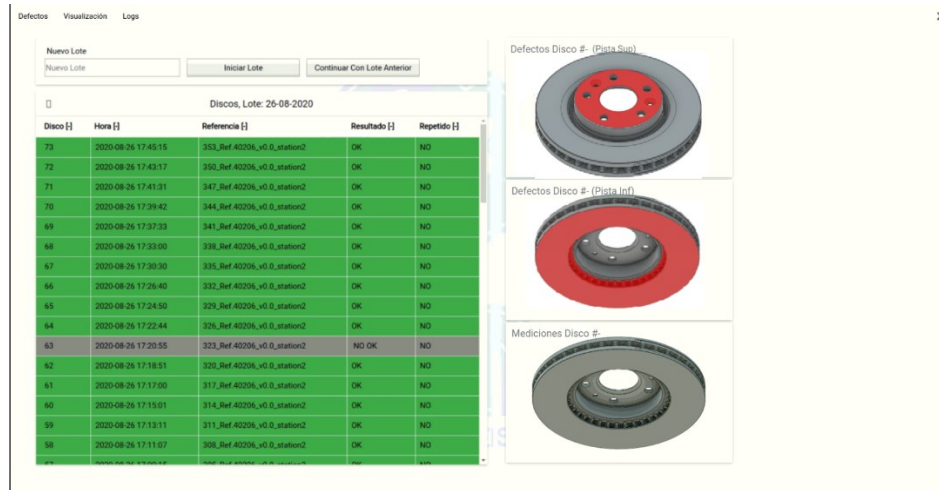 Defectos Visualización Logs
Nuevo Lote
Nuevo Lote Iniciar Lote Continuar Con Lote Anterior
Discos, Lote: 26-08-2020
Disco [-] Hora [-] Referencia [-] Resultado [-] Repetido [-]
73 2020-08-26 17:45:15 353_Ref.40206_v0.0_station2 OK NO
72 2020-08-26 17:43:17 350_Ref.40206_v0.0_station2 OK NO
71 2020-08-26 17:41:31 347_Ref.40206_v0.0_station2 OK NO
70 2020-08-26 17:39:42 344_Ref.40206_v0.0_station2 OK NO
69 2020-08-26 17:37:33 341_Ref.40206_v0.0_station2 OK NO
68 2020-08-26 17:33:00 338_Ref.40206_v0.0_station2 OK NO
67 2020-08-26 17:30:30 335_Ref.40206_v0.0_station2 OK NO
66 2020-08-26 17:26:40 332_Ref.40206_v0.0_station2 OK NO
65 2020-08-26 17:24:50 329_Ref.40206_v0.0_station2 OK NO
64 2020-08-26 17:22:44 326_Ref.40206_v0.0_station2 OK NO
63 2020-08-26 17:20:55 323_Ref.40206_v0.0_station2 NO OK NO
62 2020-08-26 17:18:51 320_Ref.40206_v0.0_station2 OK NO
61 2020-08-26 17:17:00 317_Ref.40206_v0.0_station2 OK NO
60 2020-08-26 17:15:01 314_Ref.40206_v0.0_station2 OK NO
59 2020-08-26 17:13:11 311_Ref.40206_v0.0_station2 OK NO
58 2020-08-26 17:11:07 308_Ref.40206_v0.0_station2 OK NO
Defectos Disco #- (Pista Sup)
Defectos Disco #- (Pista Inf)
Mediciones Disco #-